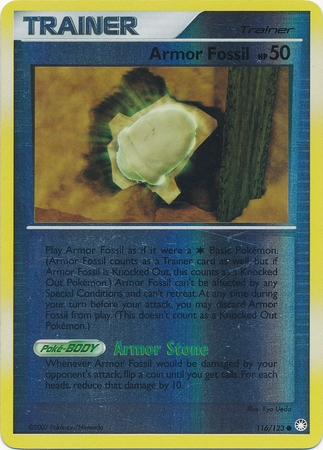 TRAINER
Trainer
Armor Fossil HP 50
Play Armor Fossil as if it were a Basic Pokémon.
(Armor Fossil counts as a Trainer card as well, but if
Armor Fossil is Knocked Out, this counts as a Knocked
Out Pokémon.) Armor Fossil can't be affected by any
Special Conditions and can't retreat. At any time during
your turn before your attack, you may discard Armor
Fossil from play. (This doesn't count as a Knocked Out
Pokémon.)
Poké-BODY Armor Stone
Whenever Armor Fossil would be damaged by your
opponent's attack, flip a coin until you get tails. For each
heads, reduce that damage by 10.
Illus. Kyo Ueda
©2007 Pokémon/Nintendo
116/123